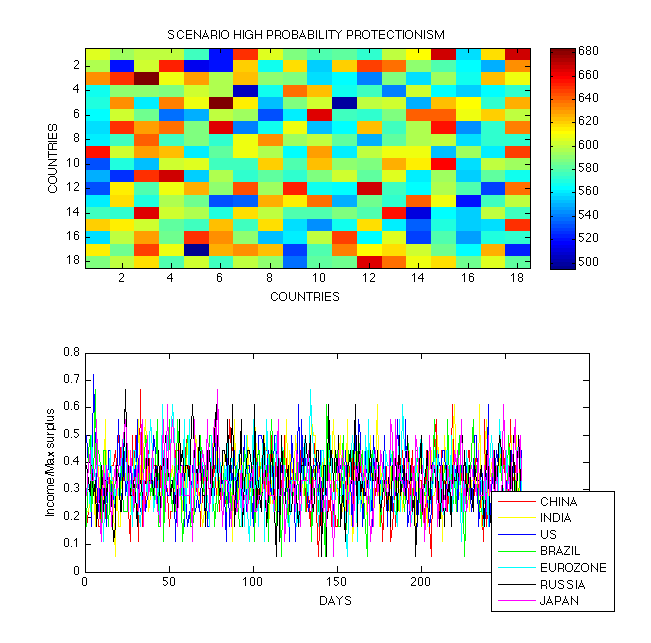 SCENARIO HIGH PROBABILITY PROTECTIONISM
COUNTRIES
2
4
6
8
10
12
14
16
18
2 4 6 8 10 12 14 16 18
COUNTRIES
680
660
640
620
600
580
560
540
520
500
Income/Max surplus
0.8
0.7
0.6
0.5
0.4
0.3
0.2
0.1
0
0 50 100 150 200
DAYS
CHINA
INDIA
US
BRAZIL
EUROZONE
RUSSIA
JAPAN